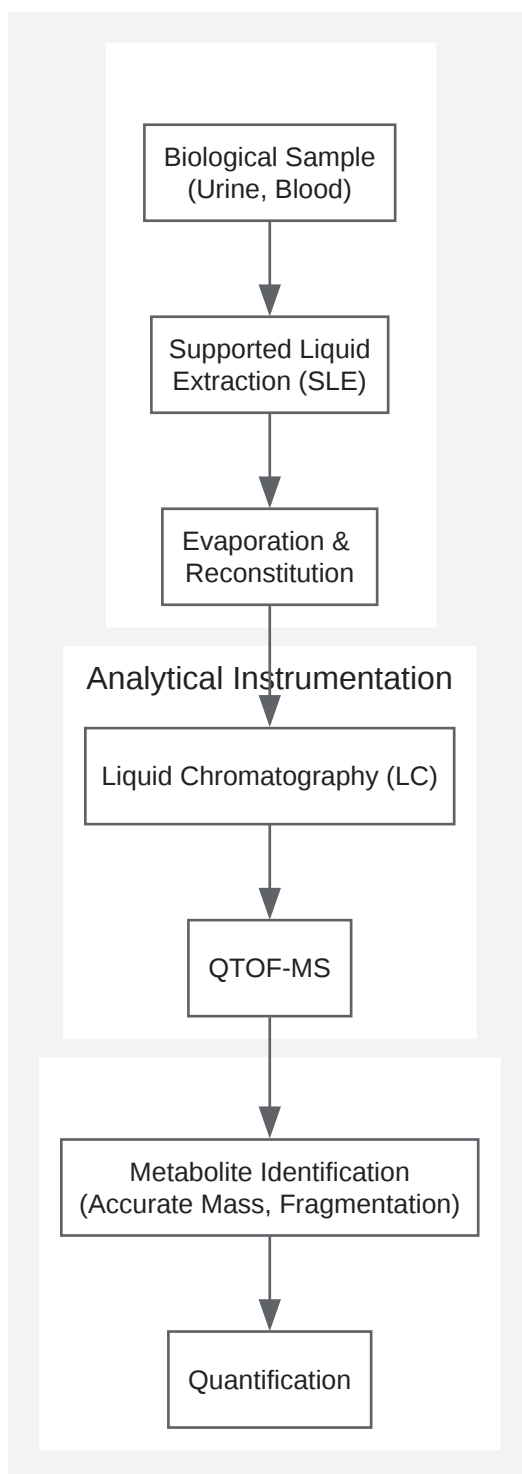 Biological Sample
(Urine, Blood)
Supported Liquid
Extraction (SLE)
Evaporation &
Reconstitution
Analytical Instrumentation
Liquid Chromatography (LC)
QTOF-MS
Metabolite Identification
(Accurate Mass, Fragmentation)
Quantification